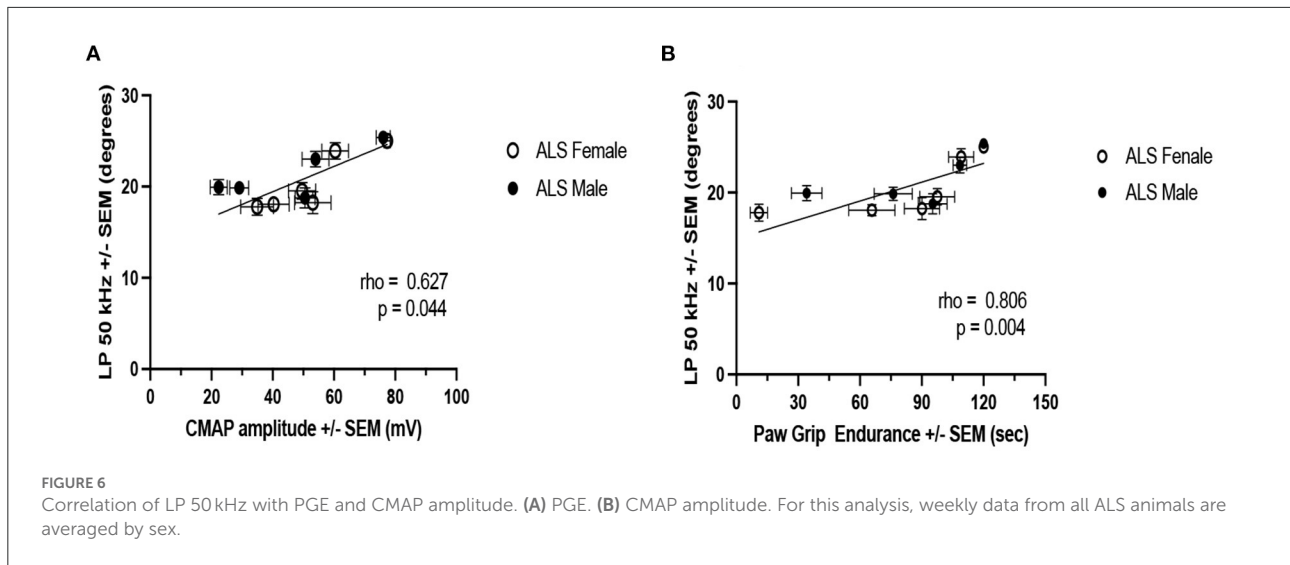 A
LP 50 kHz +/- SEM (degrees)
30
20
10
0
0 20 40 60 80 100
CMAP amplitude +/- SEM (mV)
ALS Female
ALS Male
rho = 0.627
p = 0.044
B
LP 50 kHz +/- SEM (degrees)
30
20
10
0
0 30 60 90 120 150
Paw Grip Endurance +/- SEM (sec)
ALS Fenale
ALS Male
rho = 0.806
p = 0.004
FIGURE 6
Correlation of LP 50 kHz with PGE and CMAP amplitude. (A) PGE. (B) CMAP amplitude. For this analysis, weekly data from all ALS animals are
averaged by sex.